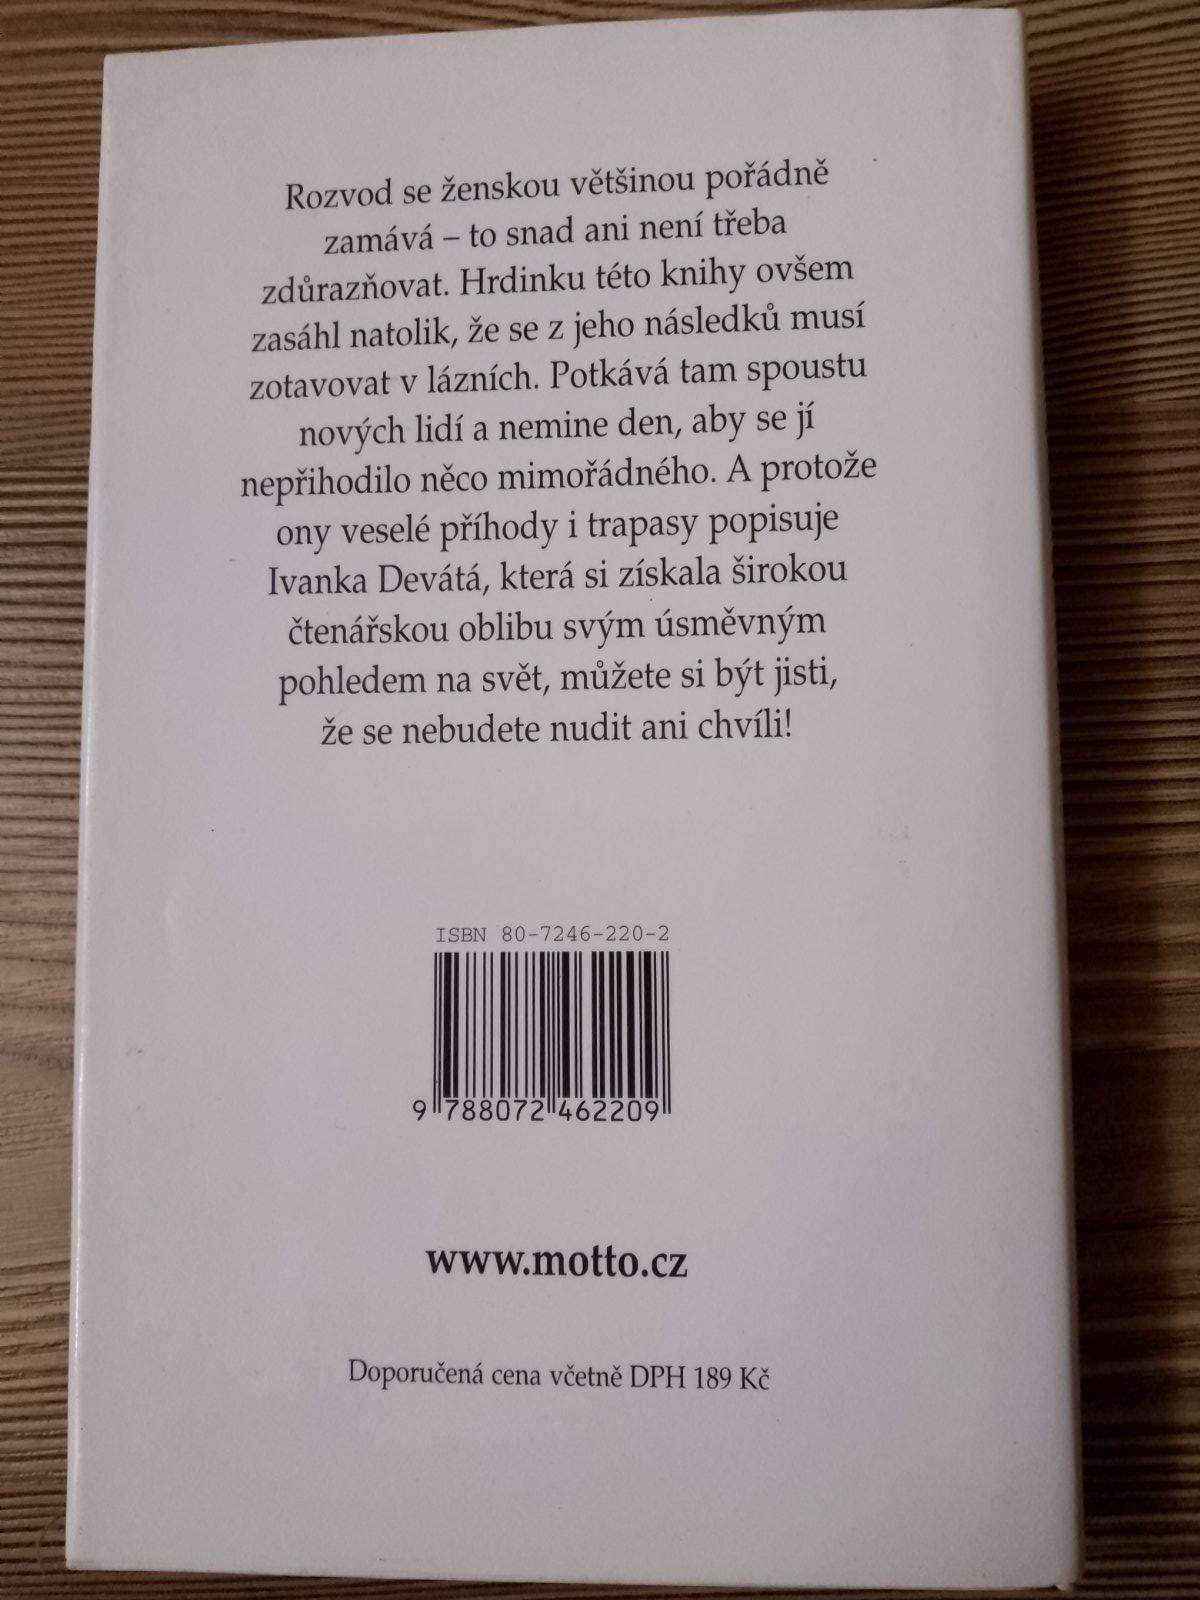 Rozvod se ženskou většinou pořádně
zamává – to snad ani není třeba
zdůrazňovat. Hrdinku této knihy ovšem
zasáhl natolik, že se z jeho následků musí
zotavovat v lázních. Potkává tam spoustu
nových lidí a nemine den, aby se jí
nepřihodilo něco mimořádného. A protože
ony veselé příhody i trapasy popisuje
Ivanka Devátá, která si získala širokou
čtenářskou oblibu svým úsměvným
pohledem na svět, můžete si být jisti,
že se nebudete nudit ani chvíli!
ISBN 80-7246-220-2
9 788072 462209
www.motto.cz
Doporučená cena včetně DPH 189 Kč